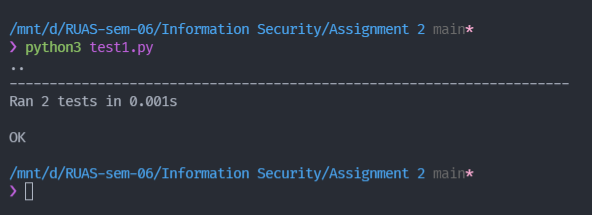 /mnt/d/RUAS-sem-06/Information Security/Assignment 2 main*
❯ python3 test1.py
..
----------------------------------------------------------------------
Ran 2 tests in 0.001s
OK
/mnt/d/RUAS-sem-06/Information Security/Assignment 2 main*
❯